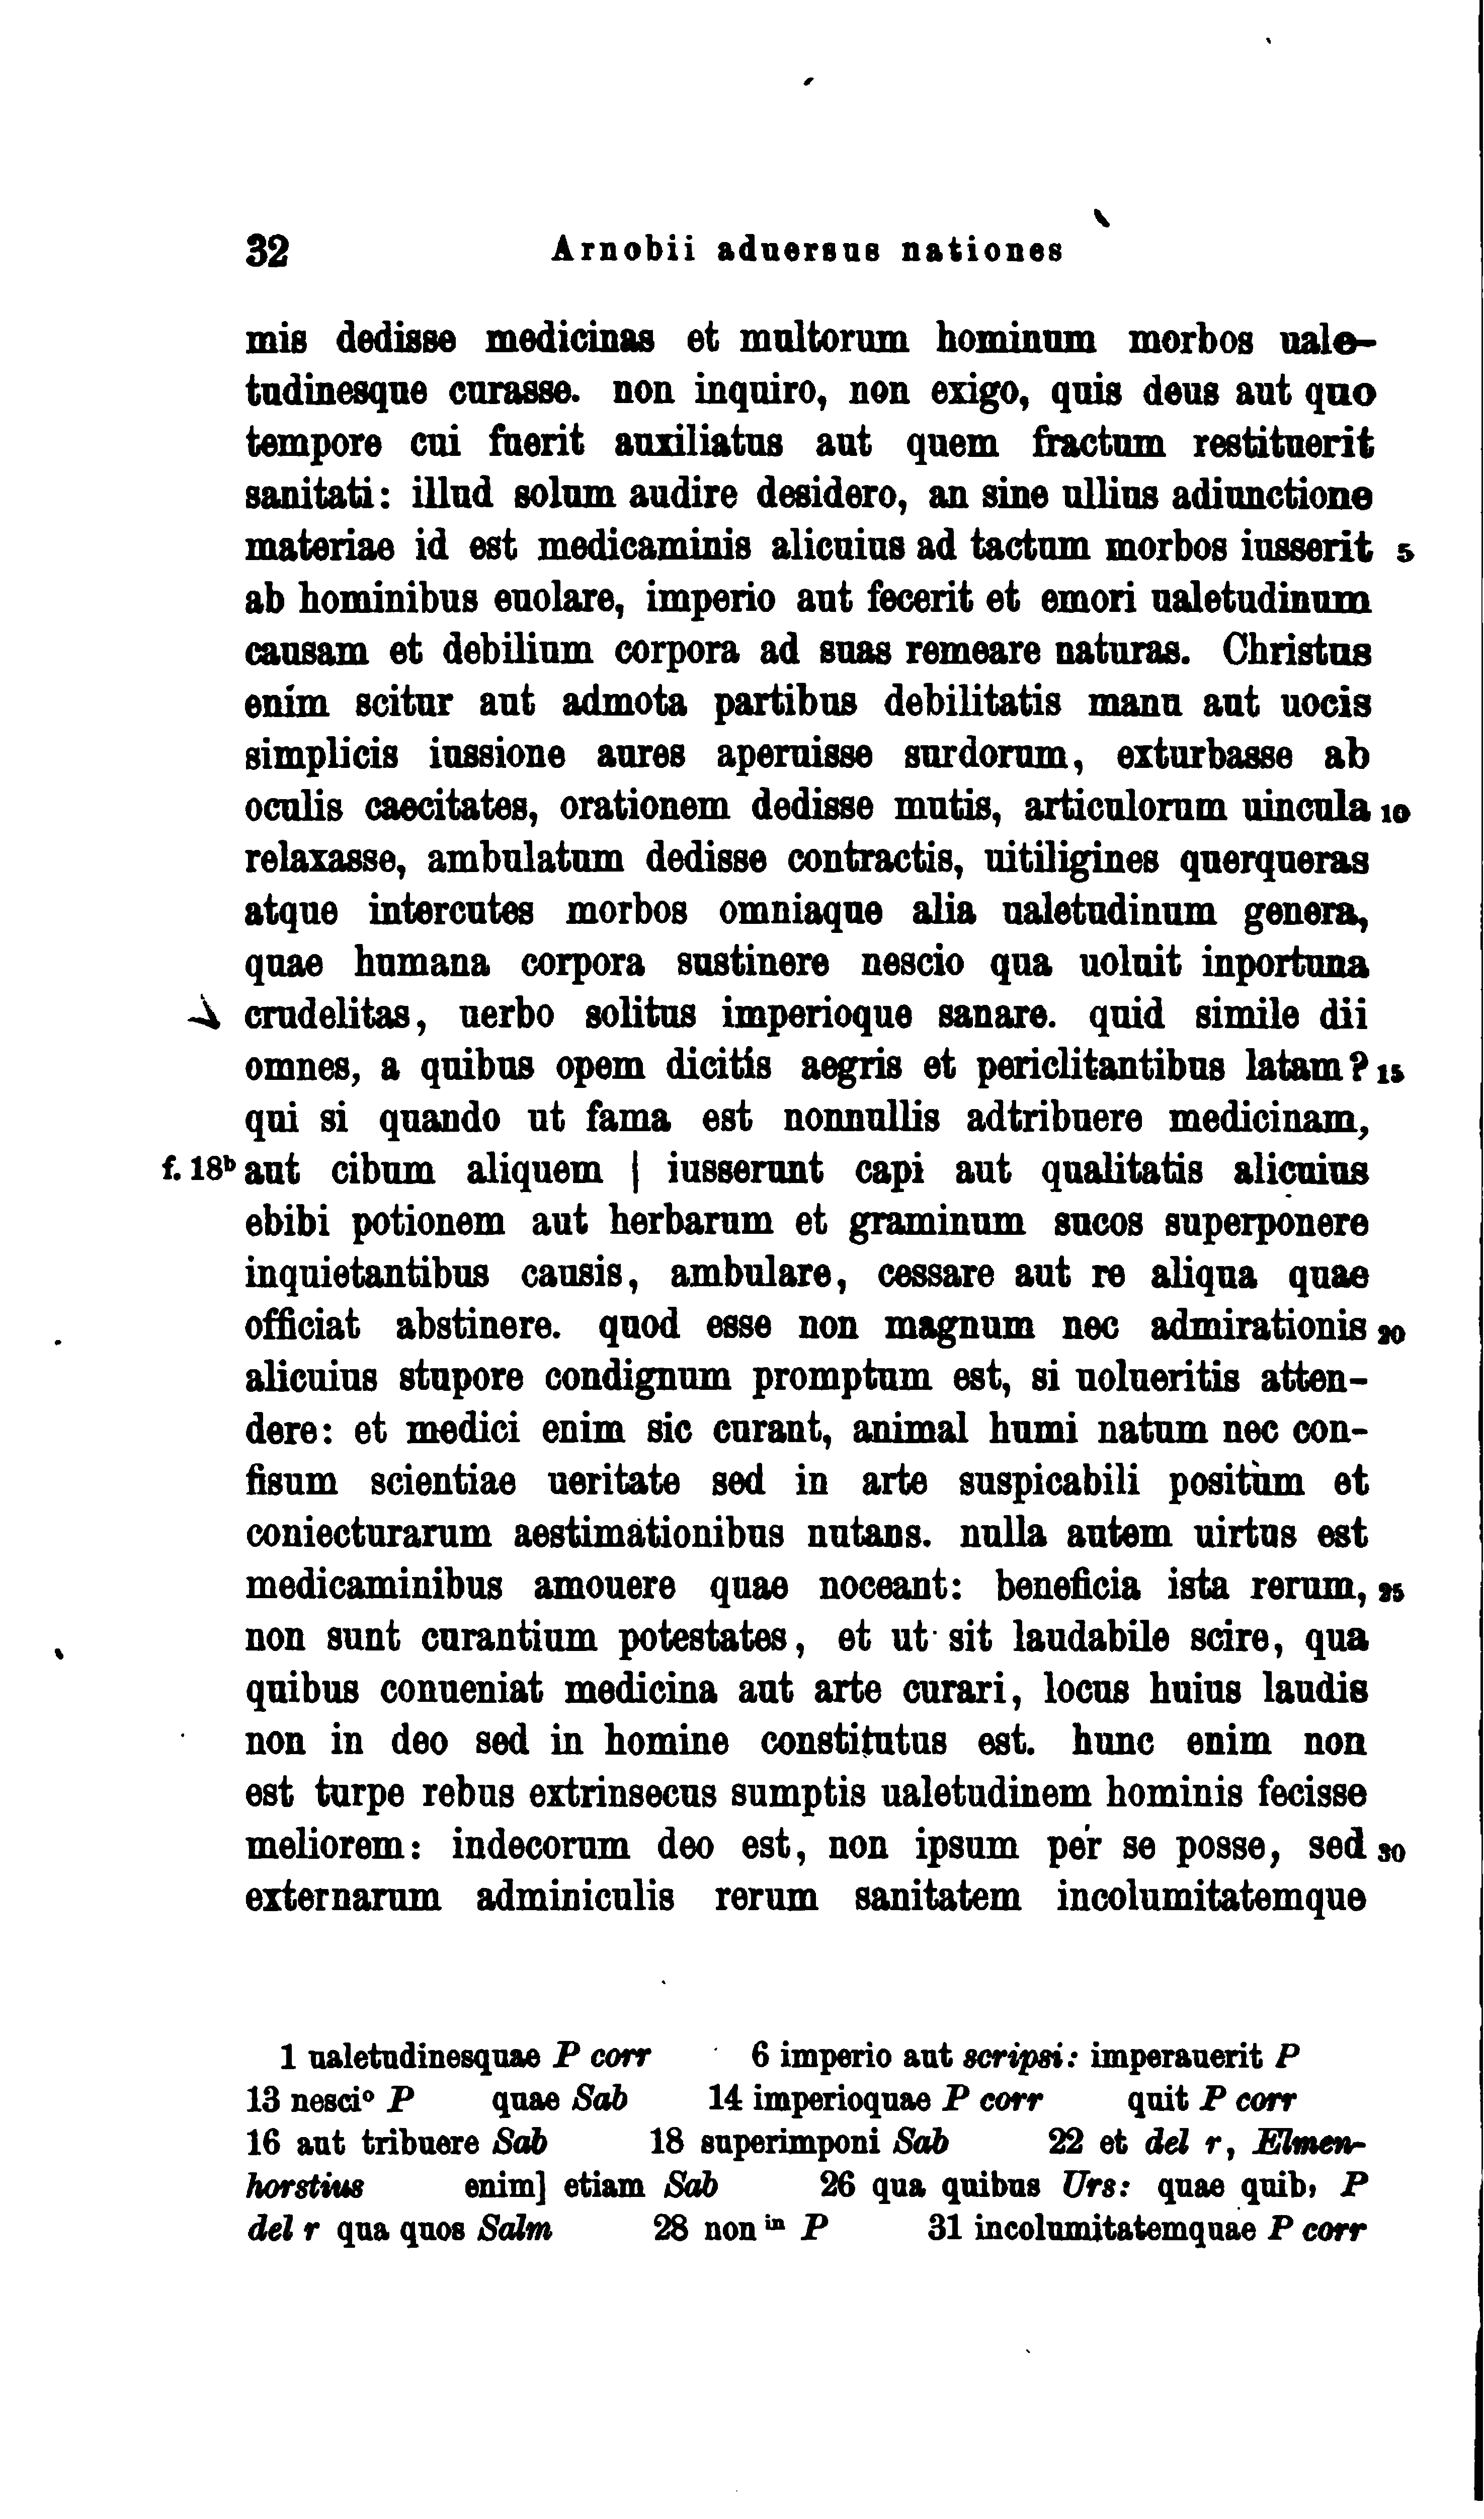 32 Arnobii aduersus nationes
mis dedisse medicinas et multorum hominum morbos uale-
tudinesque curasse. non inquiro, non exigo, quis deus aut quo
tempore cui fuerit auxiliatus aut quem fractum restituerit
sanitati: illud solum audire desidero, an sine ullius adiunctione
materiae id est medicaminis alicuius ad tactum morbos iusserit 5
ab hominibus euolare, imperio aut fecerit et emori ualetudinum
causam et debilium corpora ad suas remeare naturas. Christus
enim scitur aut admota partibus debilitatis manu aut uocis
simplicis iussione aures aperuisse surdorum, exturbasse ab
oculis caecitates, orationem dedisse mutis, articulorum uincula 10
relaxasse, ambulatum dedisse contractis, uitiligines querqueras
atque intercutes morbos omniaque alia ualetudinum genera,
quae humana corpora sustinere nescio qua uoluit inportuna
crudelitas, uerbo solitus imperioque sanare. quid simile dii
omnes, a quibus opem dicitis aegris et periclitantibus latam? 15
qui si quando ut fama est nonnullis adtribuere medicinam,
f. 18ᵇ aut cibum aliquem | iusserunt capi aut qualitatis alicuius
ebibi potionem aut herbarum et graminum sucos superponere
inquietantibus causis, ambulare, cessare aut re aliqua quae
officiat abstinere. quod esse non magnum nec admirationis 20
alicuius stupore condignum promptum est, si uolueritis atten-
dere: et medici enim sic curant, animal humi natum nec con-
fisum scientiae ueritate sed in arte suspicabili positum et
coniecturarum aestimationibus nutans. nulla autem uirtus est
medicaminibus amouere quae noceant: beneficia ista rerum, 25
non sunt curantium potestates, et ut sit laudabile scire, qua
quibus conueniat medicina aut arte curari, locus huius laudis
non in deo sed in homine constitutus est. hunc enim non
est turpe rebus extrinsecus sumptis ualetudinem hominis fecisse
meliorem: indecorum deo est, non ipsum per se posse, sed 30
externarum adminiculis rerum sanitatem incolumitatemque
1 ualetudinesquae P corr 6 imperio aut scripsi: imperauerit P
13 nesciᵒ P quae Sab 14 imperioquae P corr quit P corr
16 aut tribuere Sab 18 superimponi Sab 22 et del r, Elmen-
horstius enim] etiam Sab 26 qua quibus Urs: quae quib, P
del r qua quos Salm 28 non ⁱⁿ P 31 incolumitatemquae P corr